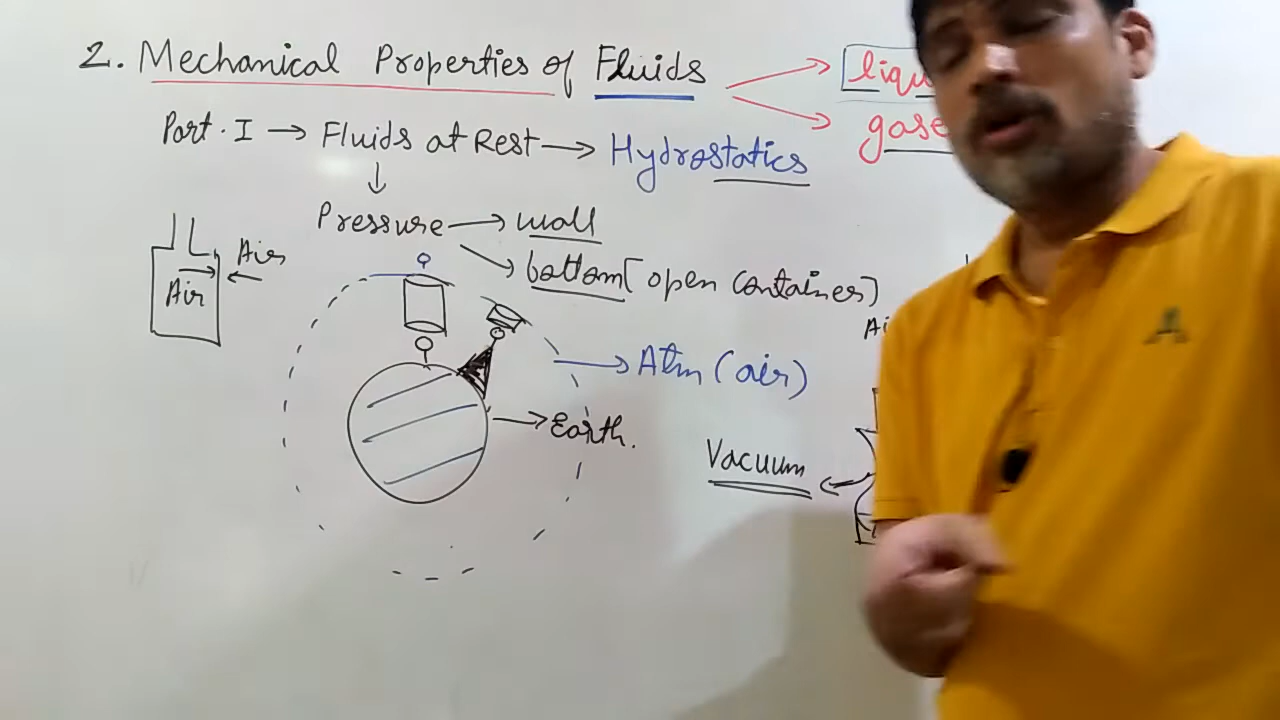 2. Mechanical Properties of Fluids
Part. I → Fluids at Rest → Hydrostatics
gase
Pressure → wall
bottom [open container)
Air
Air
Atm (air)
Earth.
Vacuum